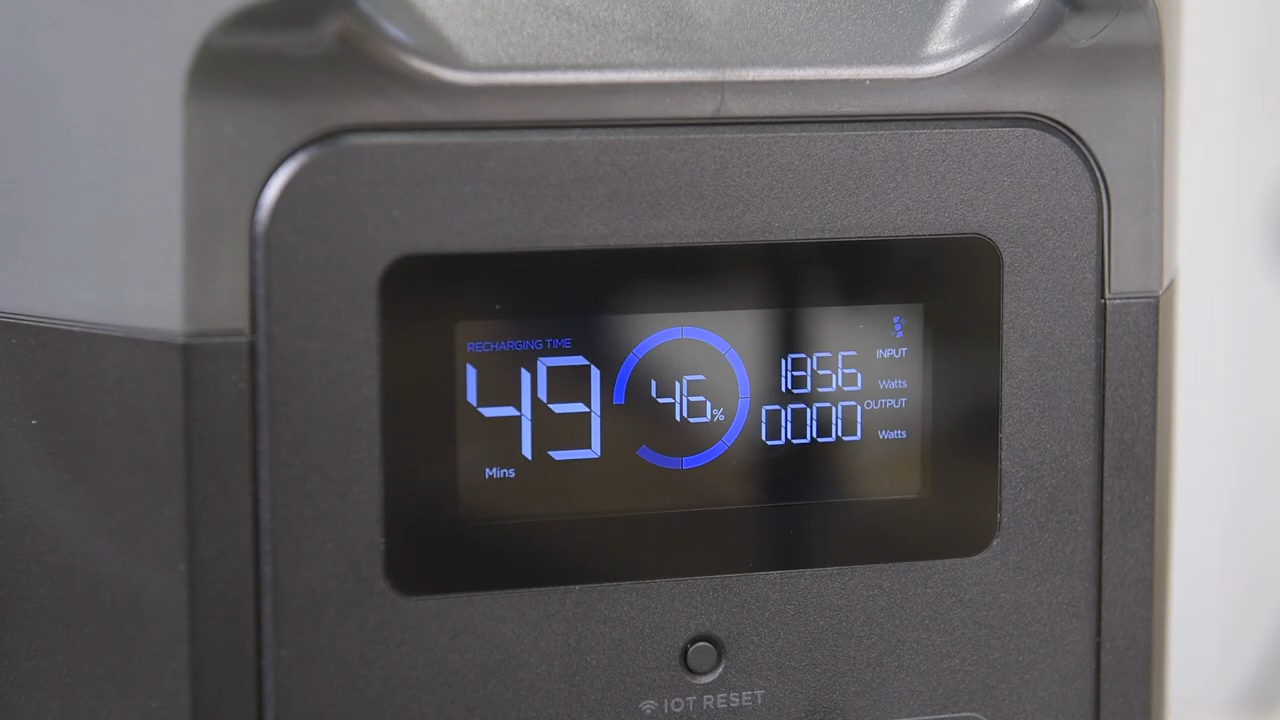 RECHARGING TIME
49
Mins
46%
1856
INPUT
Watts
0000
OUTPUT
Watts
IOT RESET